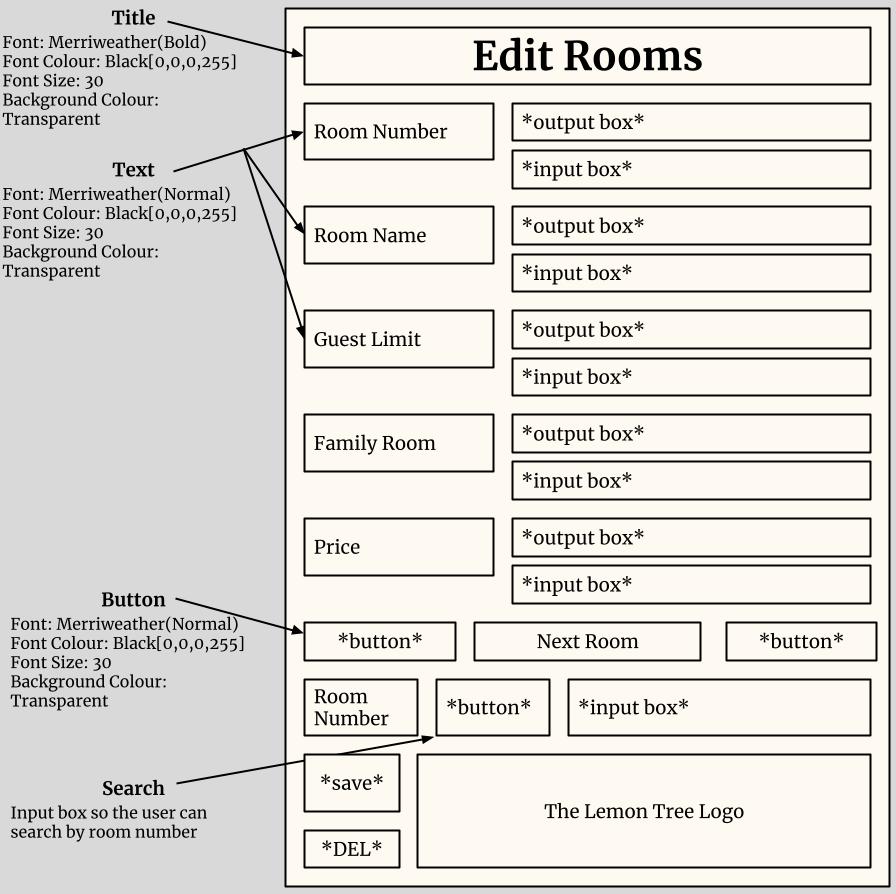 Title
Font: Merriweather(Bold)
Font Colour: Black[0,0,0,255]
Font Size: 30
Background Colour:
Transparent
Text
Font: Merriweather(Normal)
Font Colour: Black[0,0,0,255]
Font Size: 30
Background Colour:
Transparent
Button
Font: Merriweather(Normal)
Font Colour: Black[0,0,0,255]
Font Size: 30
Background Colour:
Transparent
Search
Input box so the user can
search by room number
Edit Rooms
Room Number
*output box*
*input box*
Room Name
*output box*
*input box*
Guest Limit
*output box*
*input box*
Family Room
*output box*
*input box*
Price
*output box*
*input box*
*button*
Next Room
*button*
Room
Number
*button*
*input box*
*save*
The Lemon Tree Logo
*DEL*